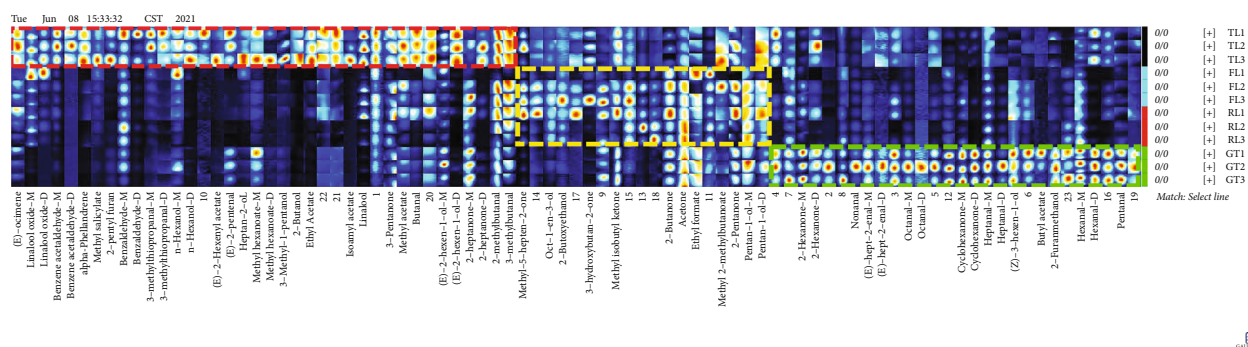 Tue Jun 08 15:33:32 CST 2021
0/0 [+] TL1
0/0 [+] TL2
0/0 [+] TL3
0/0 [+] FL1
0/0 [+] FL2
0/0 [+] FL3
0/0 [+] RL1
0/0 [+] RL2
0/0 [+] RL3
0/0 [+] GT1
0/0 [+] GT2
0/0 [+] GT3
Match: Select line
(E)-ocimene
Linalool oxide-M
Linalool oxide-D
Benzene acetaldehyde-M
Benzene acetaldehyde-D
alpha-Phellandrene
Methyl salicylate
2-pentyl furan
Benzaldehyde-M
Benzaldehyde-D
3-methylthiopropanal-M
3-methylthiopropanal-D
n-Hexanol-M
n-Hexanol-D
10
(E)-2-Hexenyl acetate
(E)-2-pentenal
Heptan-2-oL
Methyl hexanoate-M
Methyl hexanoate-D
3-Methyl-1-pentanol
2-Butanol
Ethyl Acetate
22
21
Isoamyl acetate
Linalool
1
3-Pentanone
Methyl acetate
Butanal
20
(E)-2-hexen-1-ol-M
(E)-2-hexen-1-ol-D
2-heptanone-M
2-heptanone-D
2-methylbutanal
3-methylbutanal
Methyl-5-hepten-2-one
14
Oct-1-en-3-ol
2-Butoxyethanol
17
3-hydroxybutan-2-one
9
Methyl isobutyl ketone
15
13
18
2-Butanone
Acetone
Ethyl formate
11
Methyl 2-methylbutanoate
2-Pentanone
Pentan-1-ol-M
Pentan-1-ol-D
4
7
2-Hexanone-M
2-Hexanone-D
2
8
Nonanal
(E)-hept-2-enal-M
(E)-hept-2-enal-D
3
Octanal-M
Octanal-D
5
12
Cyclohexanone-M
Cyclohexanone-D
Heptanal-M
Heptanal-D
(Z)-3-hexen-1-ol
6
Butyl acetate
2-Furanmethanol
23
Hexanal-M
Hexanal-D
16
Pentanal
19